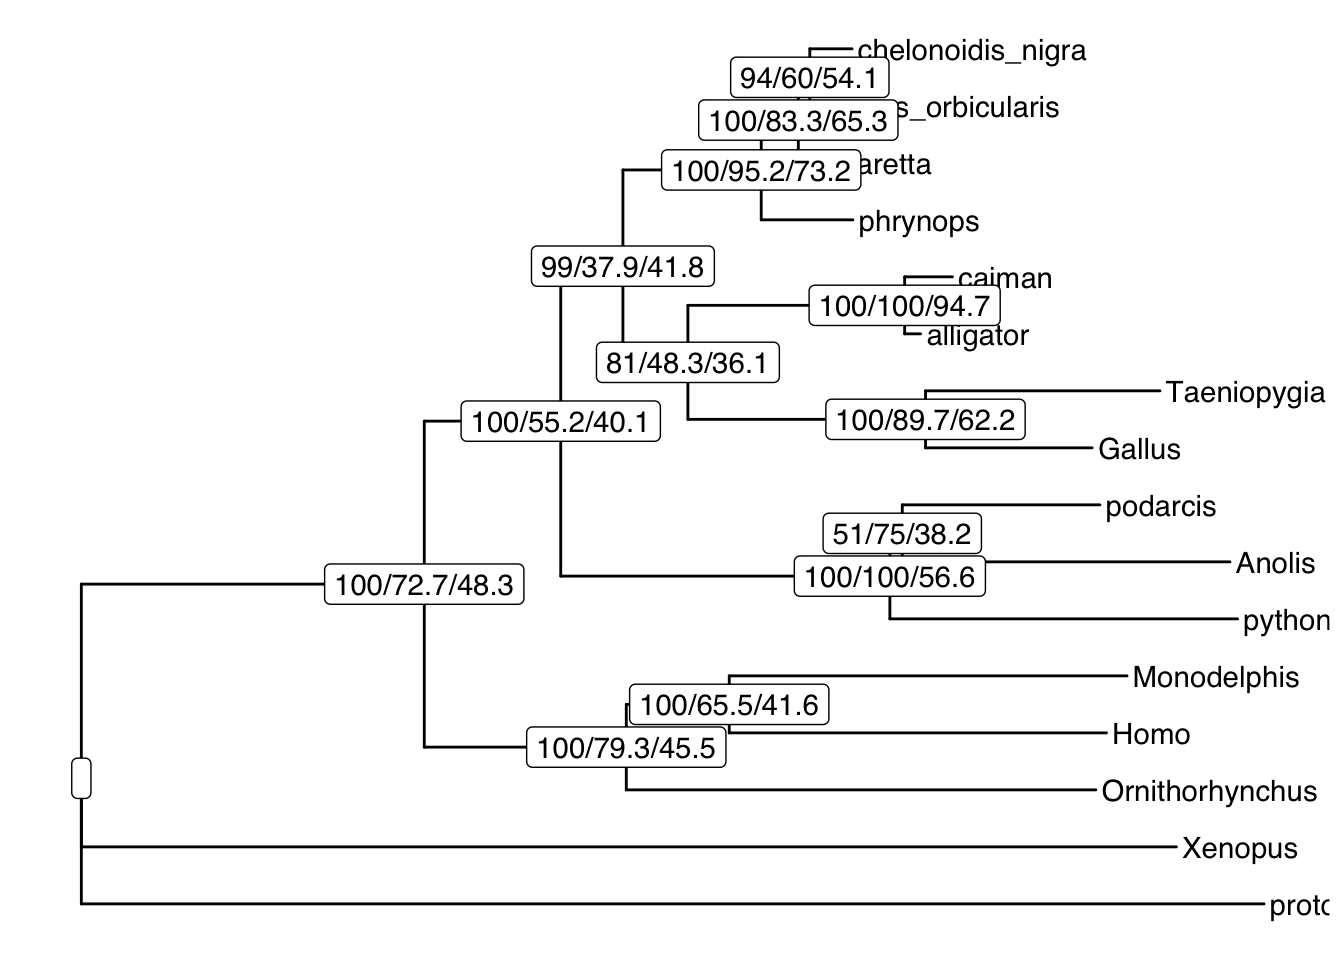 chelonoidis_nigra
94/60/54.1
s_orbicularis
100/83.3/65.3
aretta
100/95.2/73.2
phrynops
99/37.9/41.8
caiman
100/100/94.7
alligator
81/48.3/36.1
Taeniopygia
100/89.7/62.2
100/55.2/40.1
Gallus
podarcis
51/75/38.2
Anolis
100/100/56.6
100/72.7/48.3
python
Monodelphis
100/65.5/41.6
Homo
100/79.3/45.5
Ornithorhynchus
Xenopus